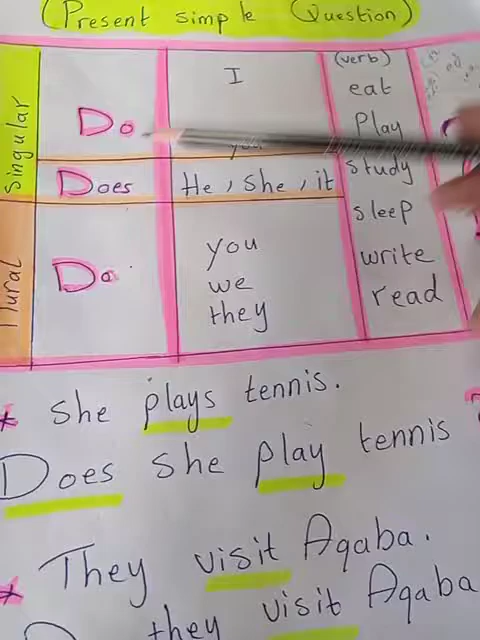 (Present simple (Question)
(verb)
Singular
I
eat
Do
Play
you
study
Does
He, she, it
sleep
Plural
Do
you
we
they
write
read
* She plays tennis.
Does she play tennis
* They visit Aqaba.
they visit Aqaba